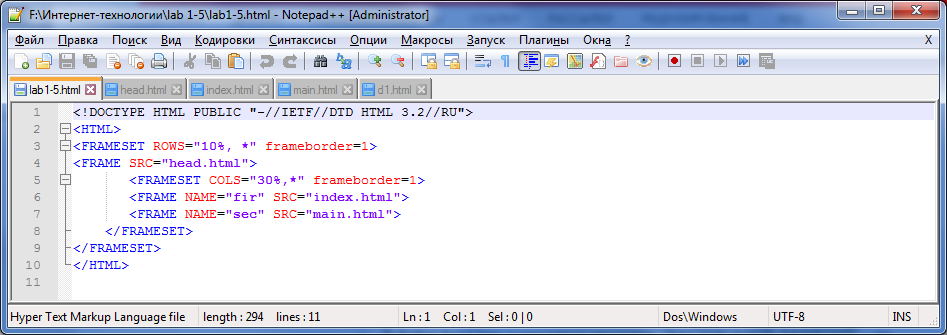 F:\Интернет-технологии\lab 1-5\lab1-5.html - Notepad++ [Administrator]
Файл Правка Поиск Вид Кодировки Синтаксисы Опции Макросы Запуск Плагины Окна ? X
lab1-5.html head.html index.html main.html d1.html
1 <!DOCTYPE HTML PUBLIC "-//IETF//DTD HTML 3.2//RU">
2 <HTML>
3 <FRAMESET ROWS="10%, *" frameborder=1>
4 <FRAME SRC="head.html">
5 <FRAMESET COLS="30%,*" frameborder=1>
6 <FRAME NAME="fir" SRC="index.html">
7 <FRAME NAME="sec" SRC="main.html">
8 </FRAMESET>
9 </FRAMESET>
10 </HTML>
11
Hyper Text Markup Language file length : 294 lines : 11 Ln : 1 Col : 1 Sel : 0 | 0 Dos\Windows UTF-8 INS